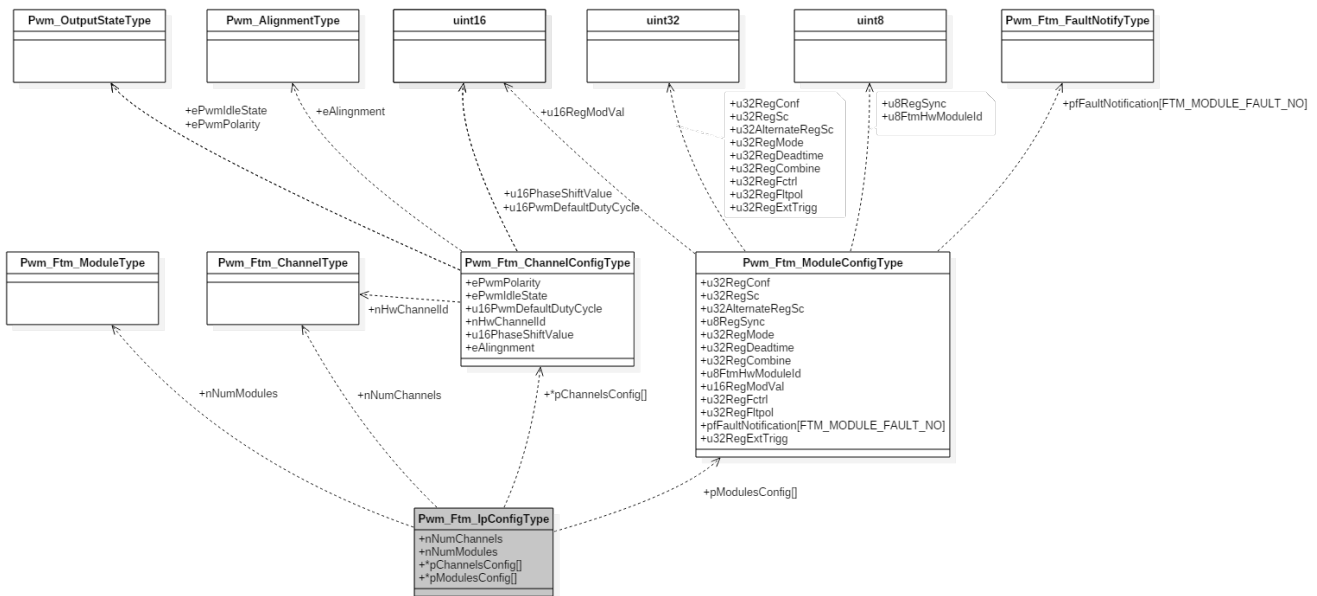 Pwm_OutputStateType
Pwm_AlignmentType
uint16
uint32
uint8
Pwm_Ftm_FaultNotifyType
+ePwmIdleState
+ePwmPolarity
+eAlingnment
+u16RegModVal
+u32RegConf
+u32RegSc
+u32AlternateRegSc
+u32RegMode
+u32RegDeadtime
+u32RegCombine
+u32RegFctrl
+u32RegFltpol
+u32RegExtTrigg
+u8RegSync
+u8FtmHwModuleId
+pfFaultNotification[FTM_MODULE_FAULT_NO]
+u16PhaseShiftValue
+u16PwmDefaultDutyCycle
Pwm_Ftm_ModuleType
Pwm_Ftm_ChannelType
Pwm_Ftm_ChannelConfigType
+ePwmPolarity
+ePwmIdleState
+u16PwmDefaultDutyCycle
+nHwChannelId
+u16PhaseShiftValue
+eAlingnment
+nHwChannelId
Pwm_Ftm_ModuleConfigType
+u32RegConf
+u32RegSc
+u32AlternateRegSc
+u8RegSync
+u32RegMode
+u32RegDeadtime
+u32RegCombine
+u8FtmHwModuleId
+u16RegModVal
+u32RegFctrl
+u32RegFltpol
+pfFaultNotification[FTM_MODULE_FAULT_NO]
+u32RegExtTrigg
+nNumModules
+nNumChannels
+*pChannelsConfig[]
+pModulesConfig[]
Pwm_Ftm_IpConfigType
+nNumChannels
+nNumModules
+*pChannelsConfig[]
+*pModulesConfig[]